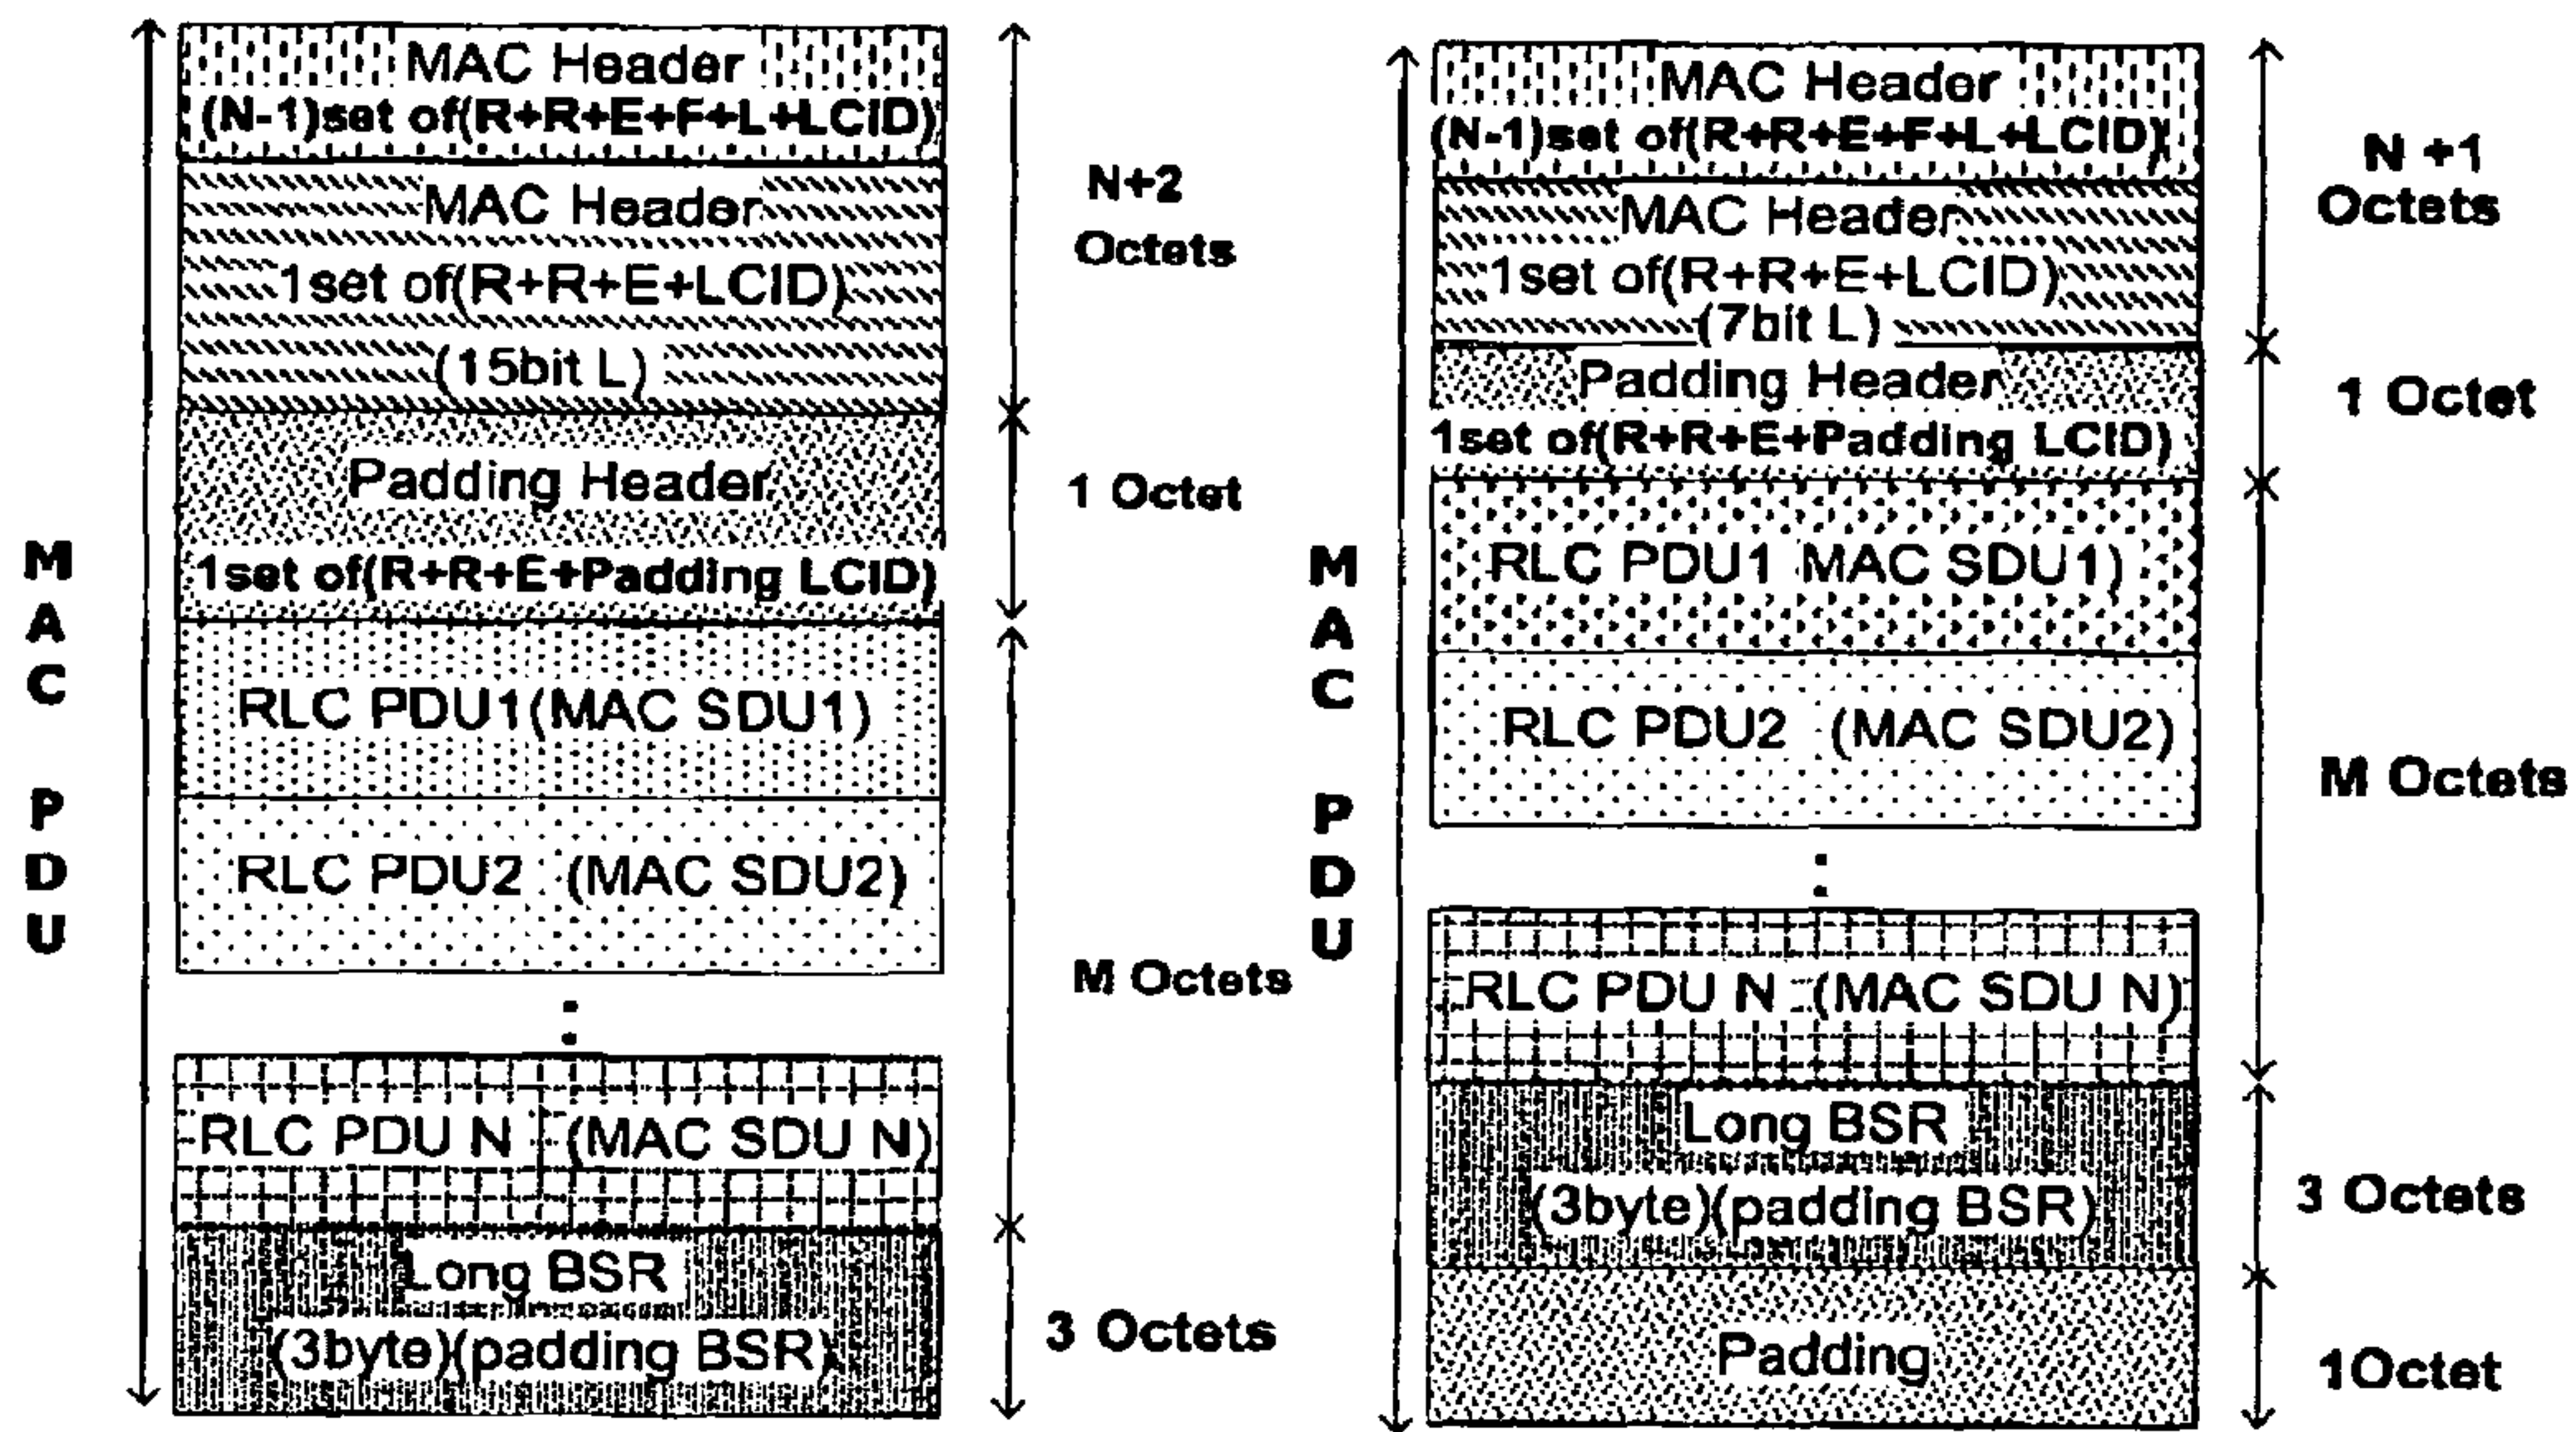 MAC Header
(N-1)set of(R+R+E+F+L+LCID)
MAC Header
1set of(R+R+E+LCID)
(15bit L)
Padding Header
1set of(R+R+E+Padding LCID)
RLC PDU1(MAC SDU1)
RLC PDU2 (MAC SDU2)
:
RLC PDU N (MAC SDU N)
Long BSR
(3byte)(padding BSR)
MAC PDU
N+2
Octets
1 Octet
M Octets
3 Octets
MAC Header
(N-1)set of(R+R+E+F+L+LCID)
MAC Header
1set of(R+R+E+LCID)
(7bit L)
Padding Header
1set of(R+R+E+Padding LCID)
RLC PDU1 MAC SDU1)
RLC PDU2 (MAC SDU2)
:
RLC PDU N (MAC SDU N)
Long BSR
(3byte)(padding BSR)
Padding
MAC PDU
N +1
Octets
1 Octet
M Octets
3 Octets
1Octet